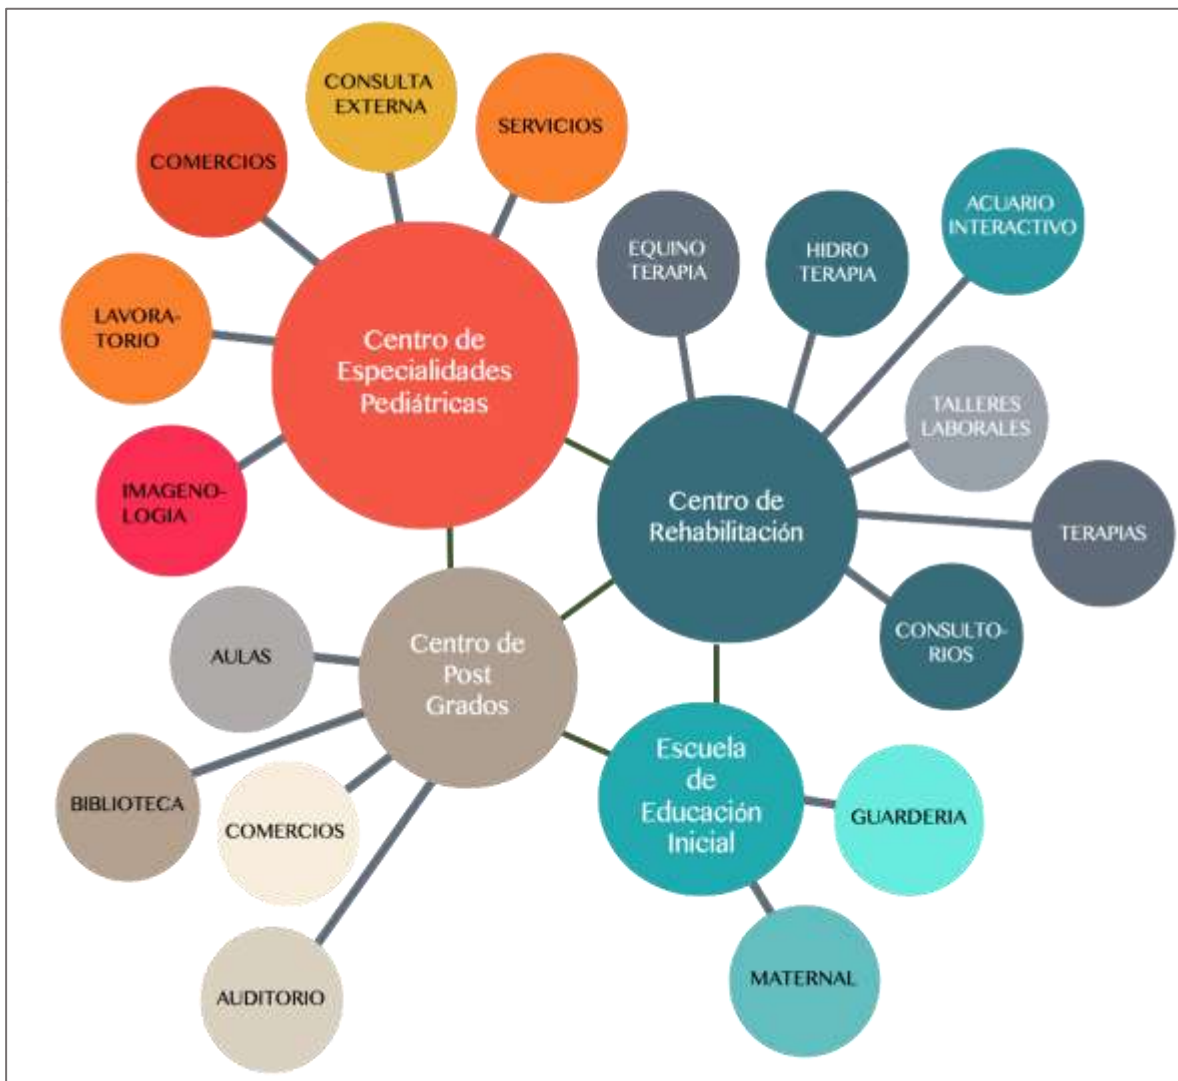 CONSULTA
EXTERNA
SERVICIOS
COMERCIOS
LAVORA-
TORIO
IMAGENO-
LOGIA
Centro de
Especialidades
Pediátricas
EQUINO
TERAPIA
HIDRO
TERAPIA
ACUARIO
INTERACTIVO
TALLERES
LABORALES
TERAPIAS
CONSULTO-
RIOS
Centro de
Rehabilitación
Centro de
Post
Grados
AULAS
BIBLIOTECA
COMERCIOS
AUDITORIO
Escuela
de
Educación
Inicial
GUARDERIA
MATERNAL